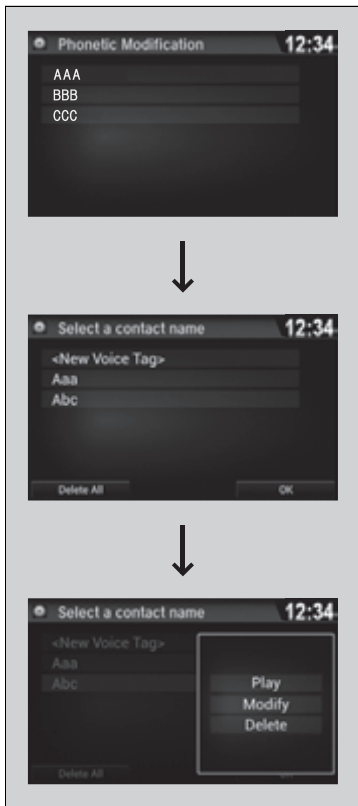 Phonetic Modification 12:34
AAA
BBB
CCC
Select a contact name 12:34
<New Voice Tag>
Aaa
Abc
Delete All OK
Select a contact name 12:34
<New Voice Tag>
Aaa
Abc
Play
Modify
Delete
Delete All